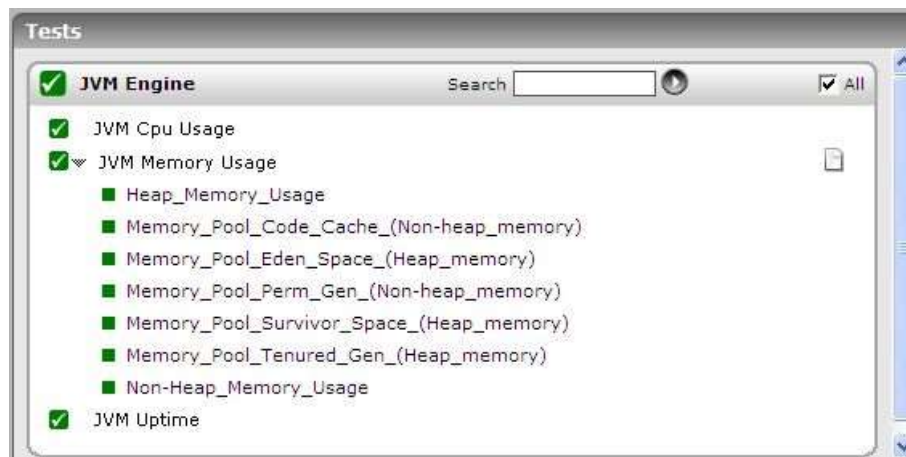 Tests
JVM Engine Search All
JVM Cpu Usage
JVM Memory Usage
Heap_Memory_Usage
Memory_Pool_Code_Cache_(Non-heap_memory)
Memory_Pool_Eden_Space_(Heap_memory)
Memory_Pool_Perm_Gen_(Non-heap_memory)
Memory_Pool_Survivor_Space_(Heap_memory)
Memory_Pool_Tenured_Gen_(Heap_memory)
Non-Heap_Memory_Usage
JVM Uptime